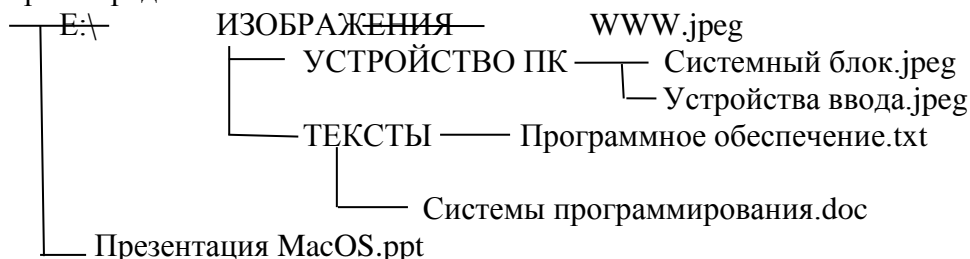 E:\ ИЗОБРАЖЕНИЯ WWW.jpeg
УСТРОЙСТВО ПК Системный блок.jpeg
Устройства ввода.jpeg
ТЕКСТЫ Программное обеспечение.txt
Системы программирования.doc
Презентация MacOS.ppt